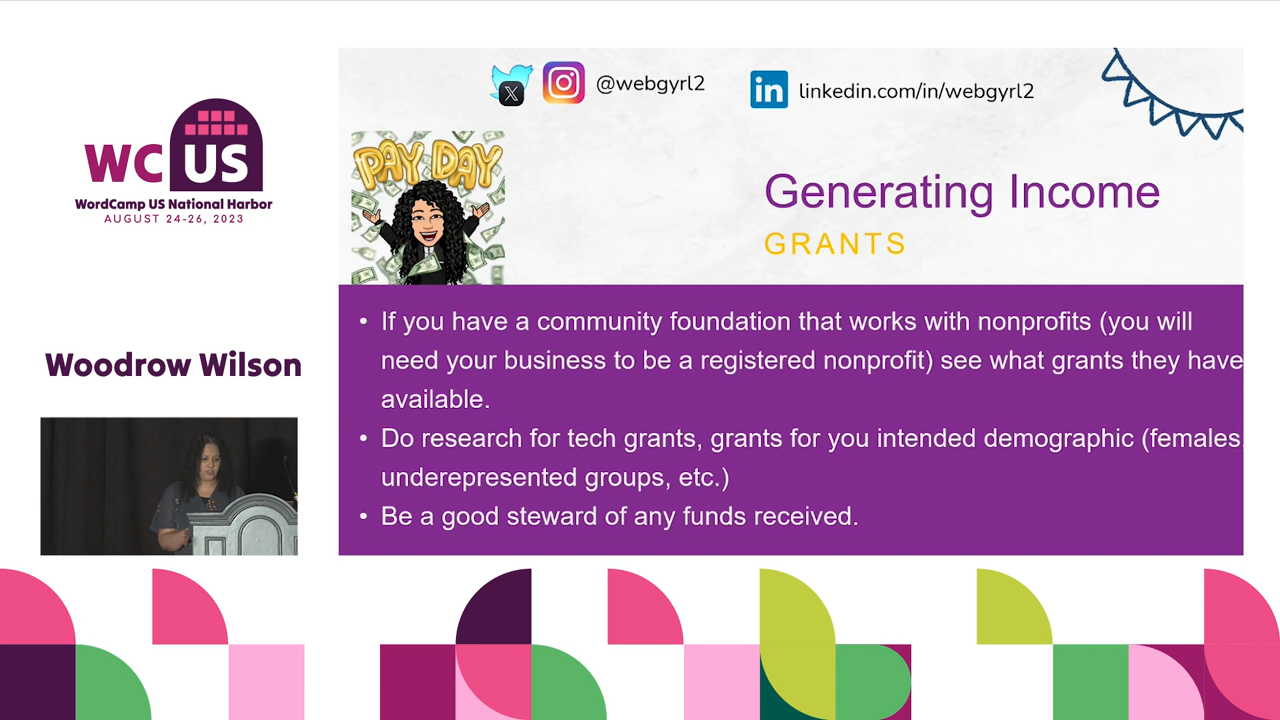 WC US
WordCamp US National Harbor
AUGUST 24-26, 2023
Woodrow Wilson
@webgyrl2
linkedin.com/in/webgyrl2
PAY DAY
Generating Income
GRANTS
• If you have a community foundation that works with nonprofits (you will
need your business to be a registered nonprofit) see what grants they have
available.
• Do research for tech grants, grants for you intended demographic (females,
underepresented groups, etc.)
• Be a good steward of any funds received.